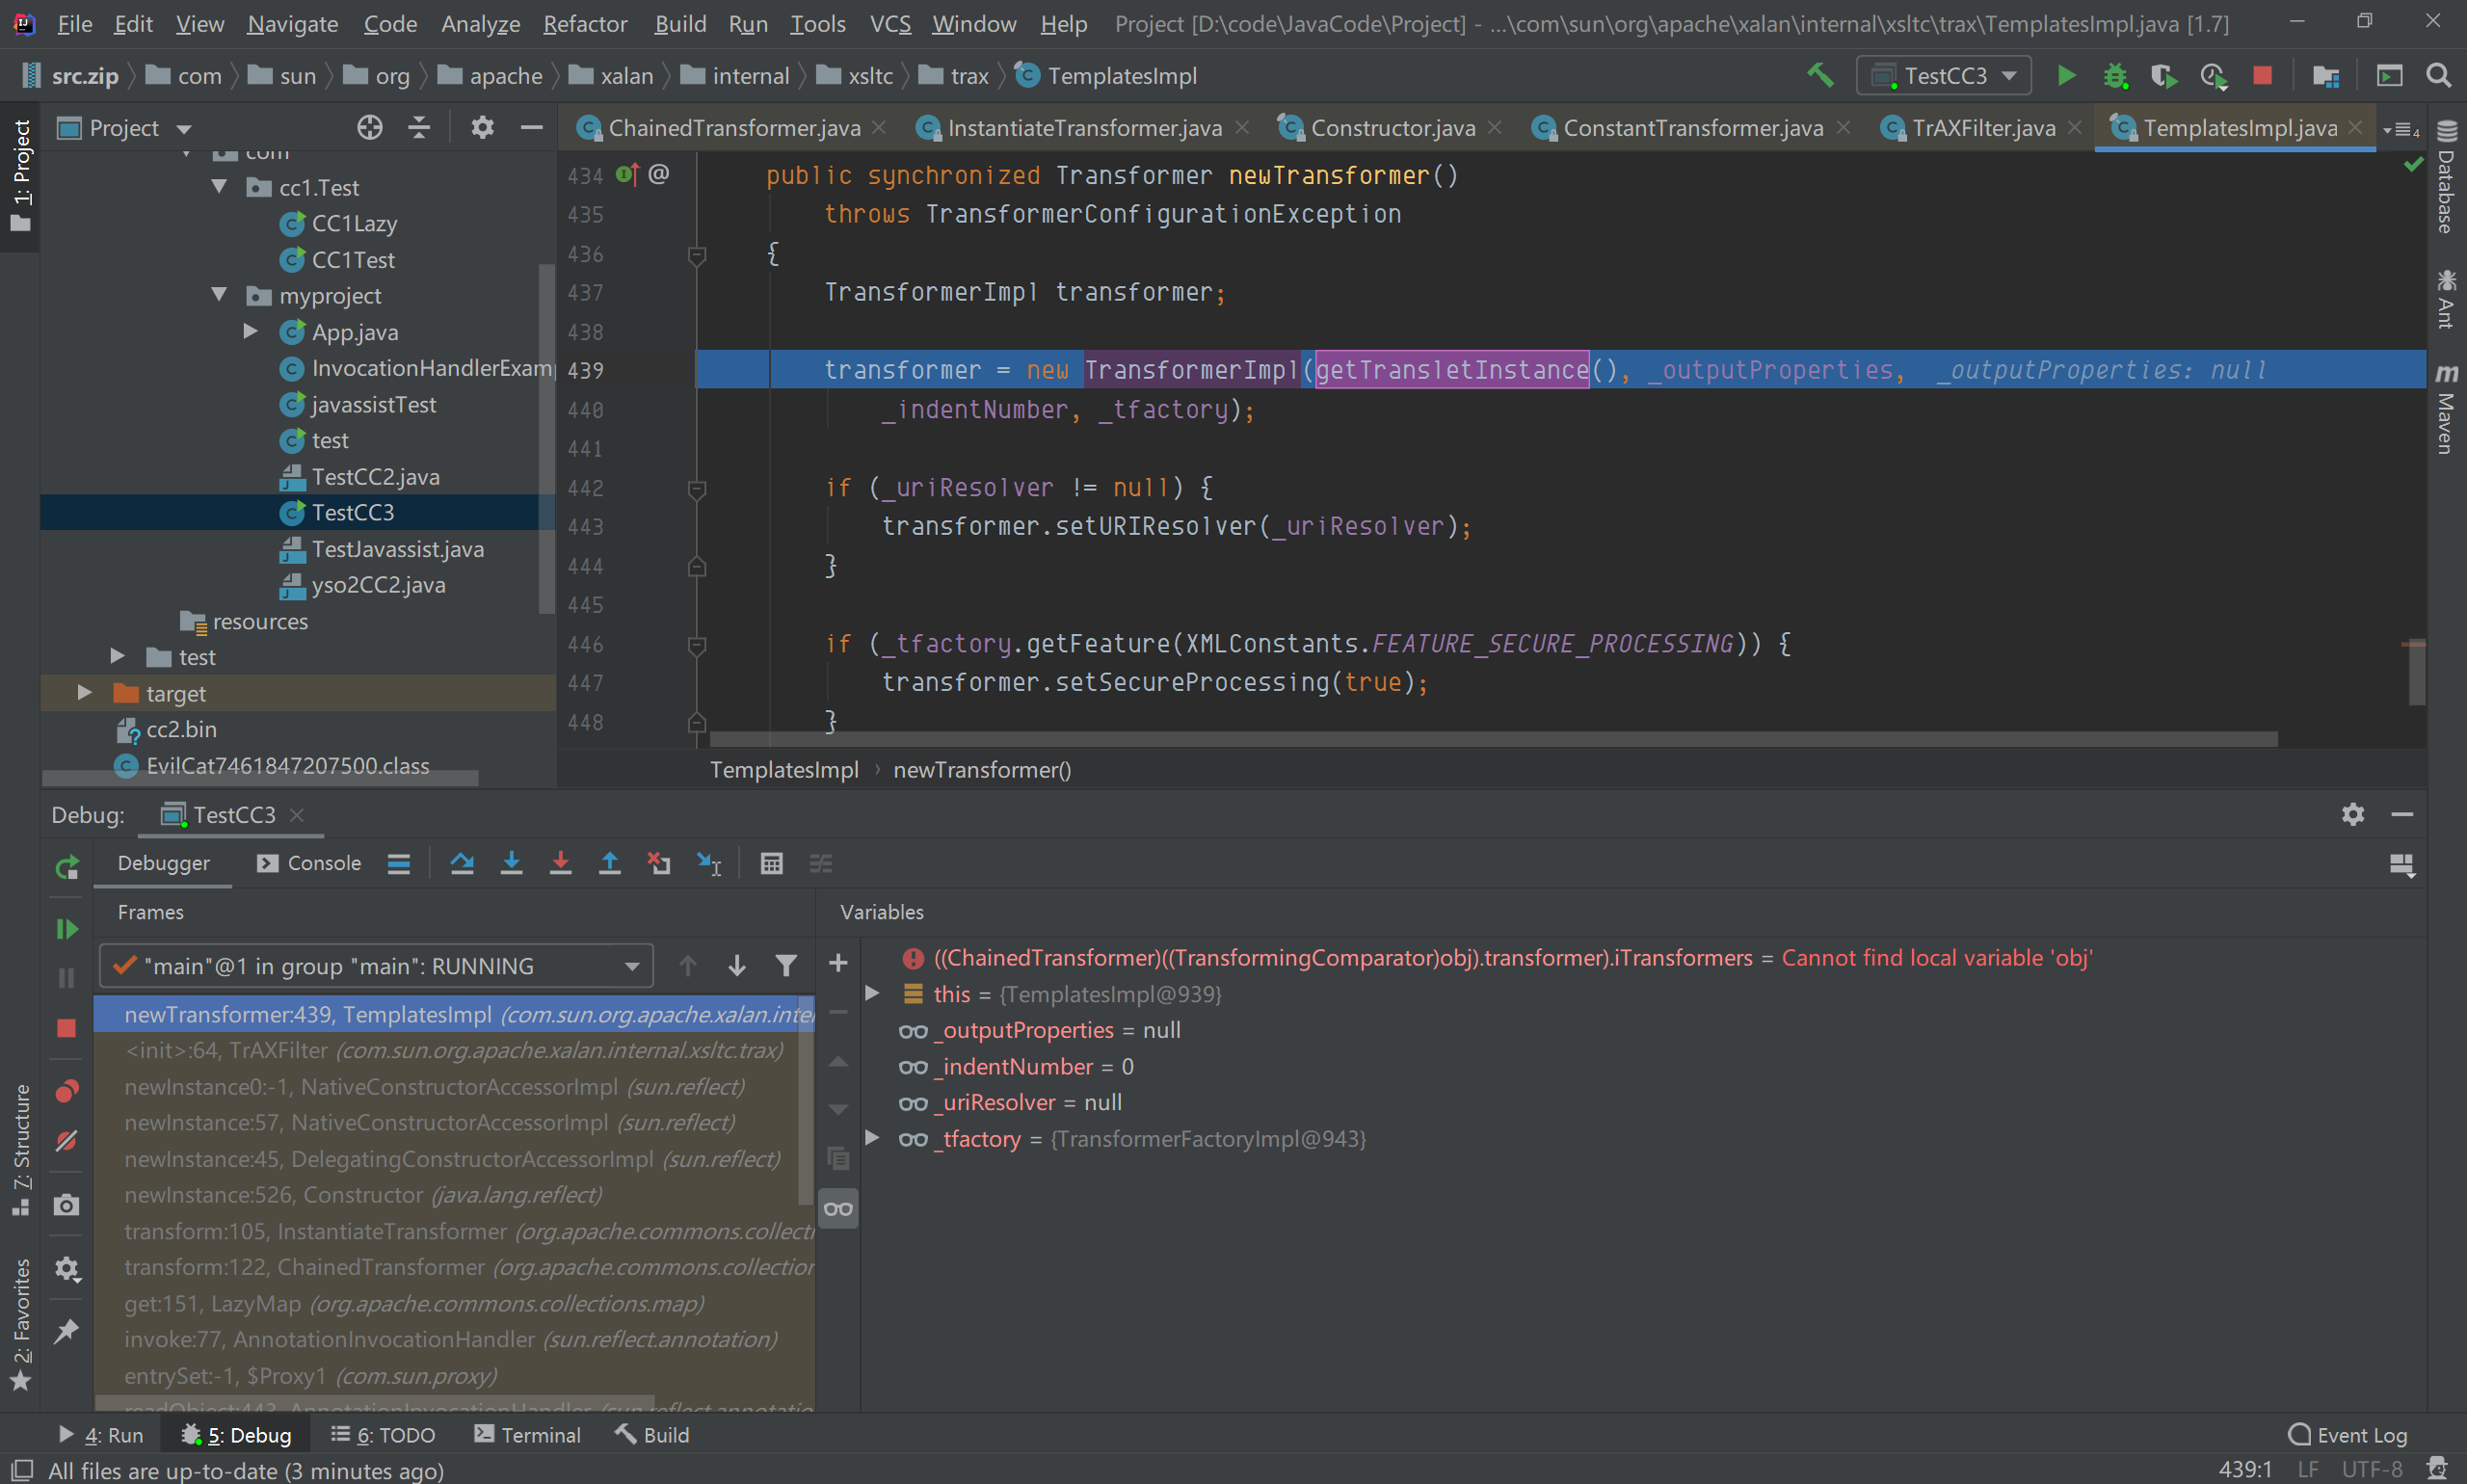 File Edit View Navigate Code Analyze Refactor Build Run Tools VCS Window Help Project [D:\code\JavaCode\Project] - ...\com\sun\org\apache\xalan\internal\xsltc\trax\TemplatesImpl.java [1.7]
src.zip com sun org apache xalan internal xsltc trax TemplatesImpl TestCC3
1: Project
7: Structure
2: Favorites
Project
com
cc1.Test
CC1Lazy
CC1Test
myproject
App.java
InvocationHandlerExam
javassistTest
test
TestCC2.java
TestCC3
TestJavassist.java
yso2CC2.java
resources
test
target
cc2.bin
EvilCat7461847207500.class
ChainedTransformer.java InstantiateTransformer.java Constructor.java ConstantTransformer.java TrAXFilter.java TemplatesImpl.java 4
434 @ public synchronized Transformer newTransformer()
435 throws TransformerConfigurationException
436 {
437 TransformerImpl transformer;
438
439 transformer = new TransformerImpl(getTransletInstance(), _outputProperties, _outputProperties: null
440 _indentNumber, _tfactory);
441
442 if (_uriResolver != null) {
443 transformer.setURIResolver(_uriResolver);
444 }
445
446 if (_tfactory.getFeature(XMLConstants.FEATURE_SECURE_PROCESSING)) {
447 transformer.setSecureProcessing(true);
448 }
TemplatesImpl › newTransformer()
Database
Ant
Maven
Debug: TestCC3
Debugger Console
Frames
"main"@1 in group "main": RUNNING
newTransformer:439, TemplatesImpl (com.sun.org.apache.xalan.inte
<init>:64, TrAXFilter (com.sun.org.apache.xalan.internal.xsltc.trax)
newInstance0:-1, NativeConstructorAccessorImpl (sun.reflect)
newInstance:57, NativeConstructorAccessorImpl (sun.reflect)
newInstance:45, DelegatingConstructorAccessorImpl (sun.reflect)
newInstance:526, Constructor (java.lang.reflect)
transform:105, InstantiateTransformer (org.apache.commons.collecti
transform:122, ChainedTransformer (org.apache.commons.collection
get:151, LazyMap (org.apache.commons.collections.map)
invoke:77, AnnotationInvocationHandler (sun.reflect.annotation)
entrySet:-1, $Proxy1 (com.sun.proxy)
readObject:443, AnnotationInvocationHandler (sun.reflect.annotatio
Variables
((ChainedTransformer)((TransformingComparator)obj).transformer).iTransformers = Cannot find local variable 'obj'
this = {TemplatesImpl@939}
_outputProperties = null
_indentNumber = 0
_uriResolver = null
_tfactory = {TransformerFactoryImpl@943}
4: Run 5: Debug 6: TODO Terminal Build Event Log
All files are up-to-date (3 minutes ago) 439:1 LF UTF-8